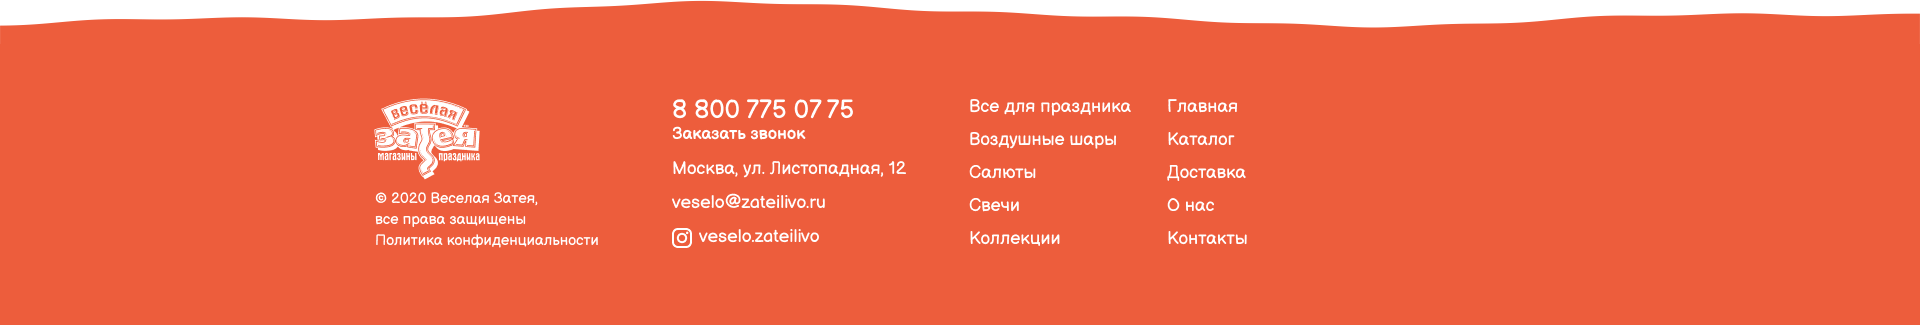 весёлая
затея
магазины праздника
© 2020 Веселая Затея,
все права защищены
Политика конфиденциальности
8 800 775 07 75
Заказать звонок
Москва, ул. Листопадная, 12
veselo@zateilivo.ru
veselo.zateilivo
Все для праздника
Воздушные шары
Салюты
Свечи
Коллекции
Главная
Каталог
Доставка
О нас
Контакты